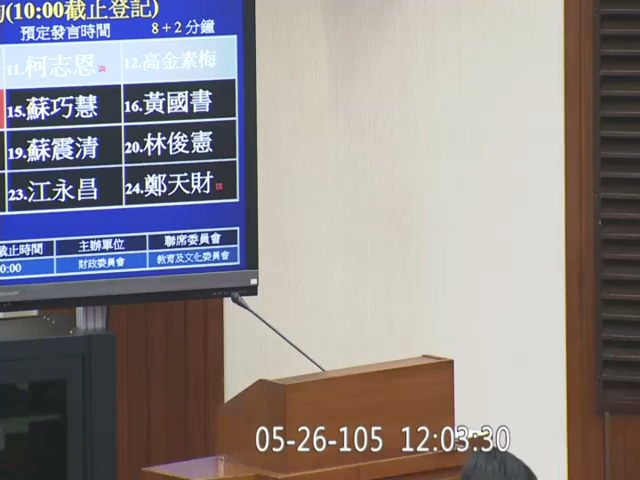 (10:00截止登記)
預定發言時間 8+2分鐘
11.柯志恩 12.高金素梅
15.蘇巧慧 16.黃國書
19.蘇震清 20.林俊憲
23.江永昌 24.鄭天財
截止時間 主辦單位 聯席委員會
0:00 財政委員會 教育及文化委員會
05-26-105 12:03:30